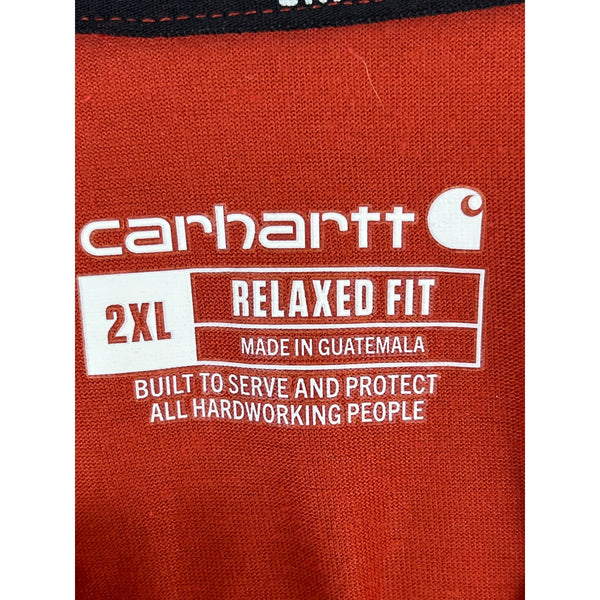 carhartt
2XL RELAXED FIT
MADE IN GUATEMALA
BUILT TO SERVE AND PROTECT
ALL HARDWORKING PEOPLE